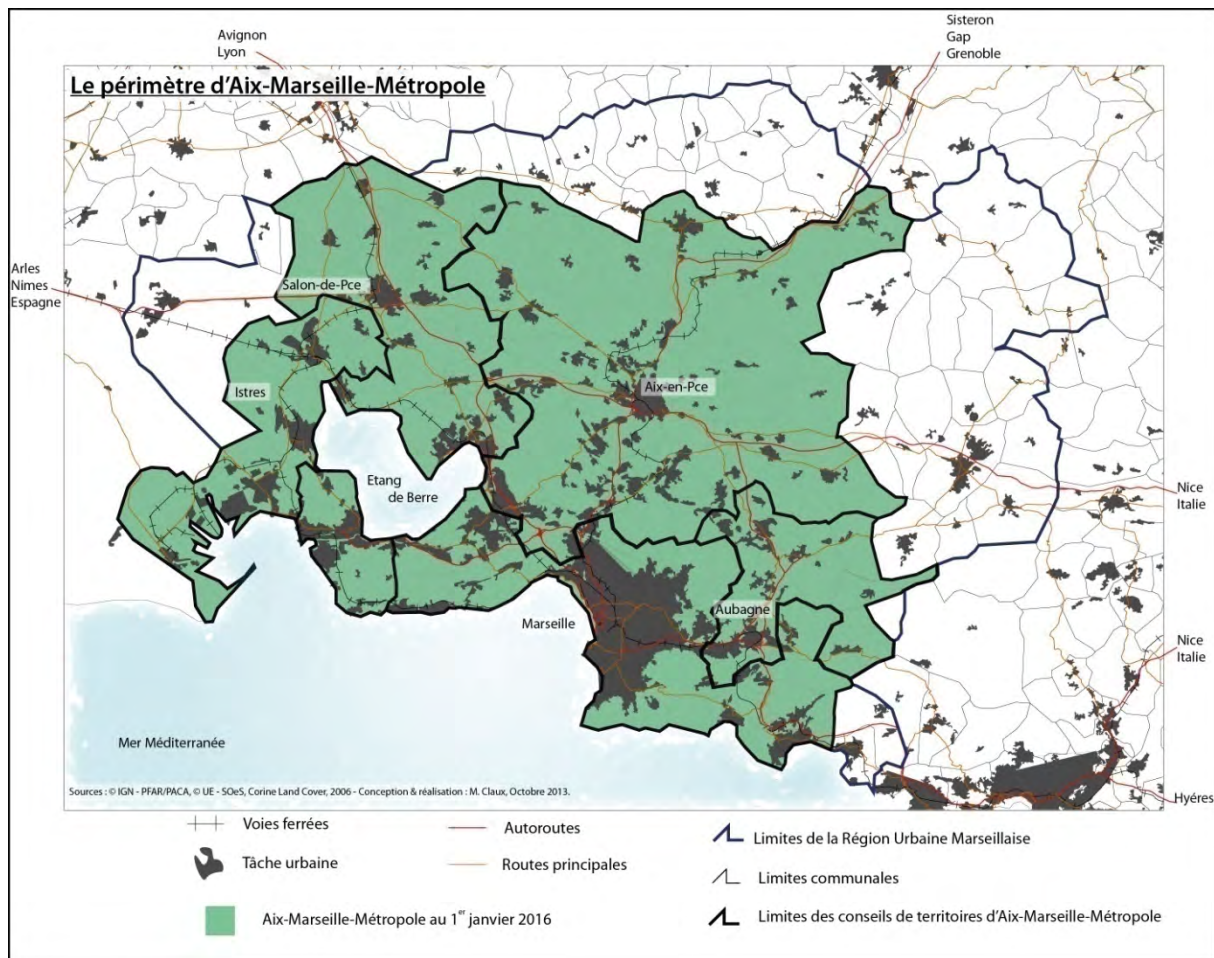 Avignon
Lyon
Sisteron
Gap
Grenoble
Le périmètre d'Aix-Marseille-Métropole
Arles
Nimes
Espagne
Salon-de-Pce
Istres
Aix-en-Pce
Etang
de Berre
Nice
Italie
Marseille
Aubagne
Nice
Italie
Mer Méditerranée
Hyéres
Sources : © IGN - PFAR/PACA, © UE - SOeS, Corine Land Cover, 2006 - Conception & réalisation : M. Claux, Octobre 2013.
Voies ferrées
Autoroutes
Limites de la Région Urbaine Marseillaise
Tâche urbaine
Routes principales
Limites communales
Aix-Marseille-Métropole au 1er janvier 2016
Limites des conseils de territoires d'Aix-Marseille-Métropole